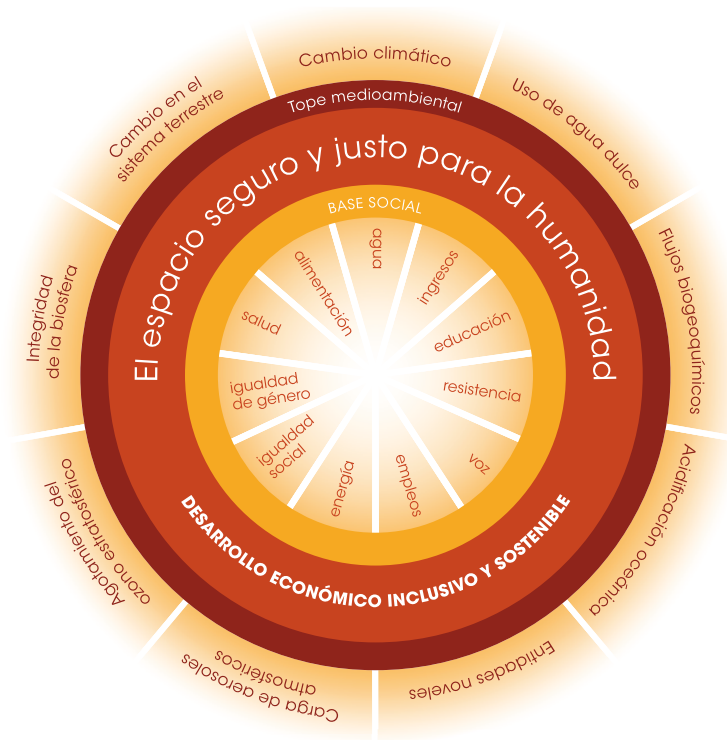 Cambio climático
Uso de agua dulce
Flujos biogeoquímicos
Acidificación oceánica
Entidades noveles
Carga de aerosoles
atmosféricos
Agotamiento del
ozono estratosférico
Integridad
de la biosfera
Cambio en el
sistema terrestre
Tope medioambiental
El espacio seguro y justo para la humanidad
BASE SOCIAL
agua
ingresos
educación
resistencia
voz
empleos
energía
igualdad
social
igualdad
de género
salud
alimentación
DESARROLLO ECONÓMICO INCLUSIVO Y SOSTENIBLE